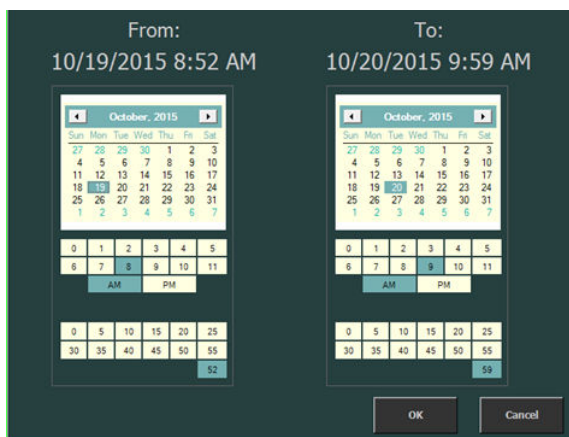 From:
10/19/2015 8:52 AM
October, 2015
Sun Mon Tue Wed Thu Fri Sat
27 28 29 30 1 2 3
4 5 6 7 8 9 10
11 12 13 14 15 16 17
18 19 20 21 22 23 24
25 26 27 28 29 30 31
1 2 3 4 5 6 7
0 1 2 3 4 5
6 7 8 9 10 11
AM PM
0 5 10 15 20 25
30 35 40 45 50 55
52
To:
10/20/2015 9:59 AM
October, 2015
Sun Mon Tue Wed Thu Fri Sat
27 28 29 30 1 2 3
4 5 6 7 8 9 10
11 12 13 14 15 16 17
18 19 20 21 22 23 24
25 26 27 28 29 30 31
1 2 3 4 5 6 7
0 1 2 3 4 5
6 7 8 9 10 11
AM PM
0 5 10 15 20 25
30 35 40 45 50 55
59
OK Cancel